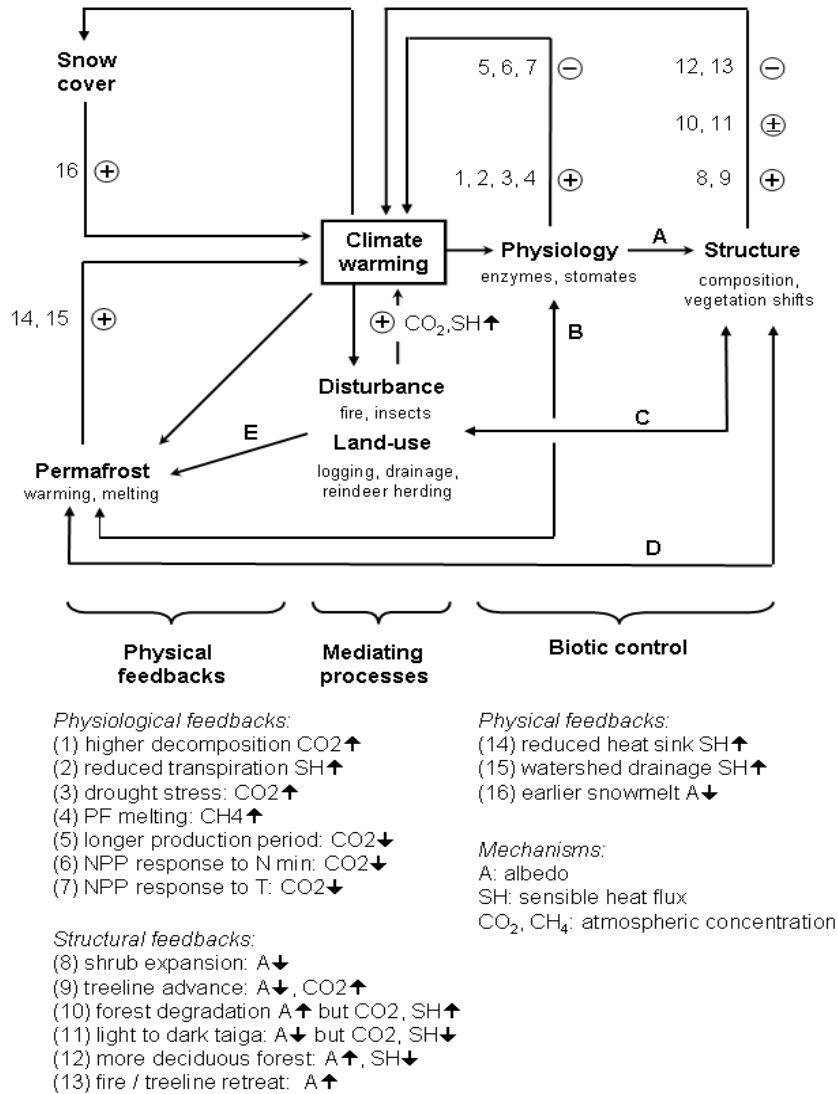 Snow
cover
5, 6, 7 −
12, 13 −
10, 11 ±
16 +
1, 2, 3, 4 +
8, 9 +
Climate
warming
Physiology
enzymes, stomates
A
Structure
composition,
vegetation shifts
14, 15 +
+ CO₂,SH↑
B
Disturbance
fire, insects
C
E
Land-use
logging, drainage,
reindeer herding
Permafrost
warming, melting
D
Physical
feedbacks
Mediating
processes
Biotic control
Physiological feedbacks:
(1) higher decomposition CO2↑
(2) reduced transpiration SH↑
(3) drought stress: CO2↑
(4) PF melting: CH4↑
(5) longer production period: CO2↓
(6) NPP response to N min: CO2↓
(7) NPP response to T: CO2↓
Structural feedbacks:
(8) shrub expansion: A↓
(9) treeline advance: A↓, CO2↑
(10) forest degradation A↑ but CO2, SH↑
(11) light to dark taiga: A↓ but CO2, SH↓
(12) more deciduous forest: A↑, SH↓
(13) fire / treeline retreat: A↑
Physical feedbacks:
(14) reduced heat sink SH↑
(15) watershed drainage SH↑
(16) earlier snowmelt A↓
Mechanisms:
A: albedo
SH: sensible heat flux
CO₂, CH₄: atmospheric concentration